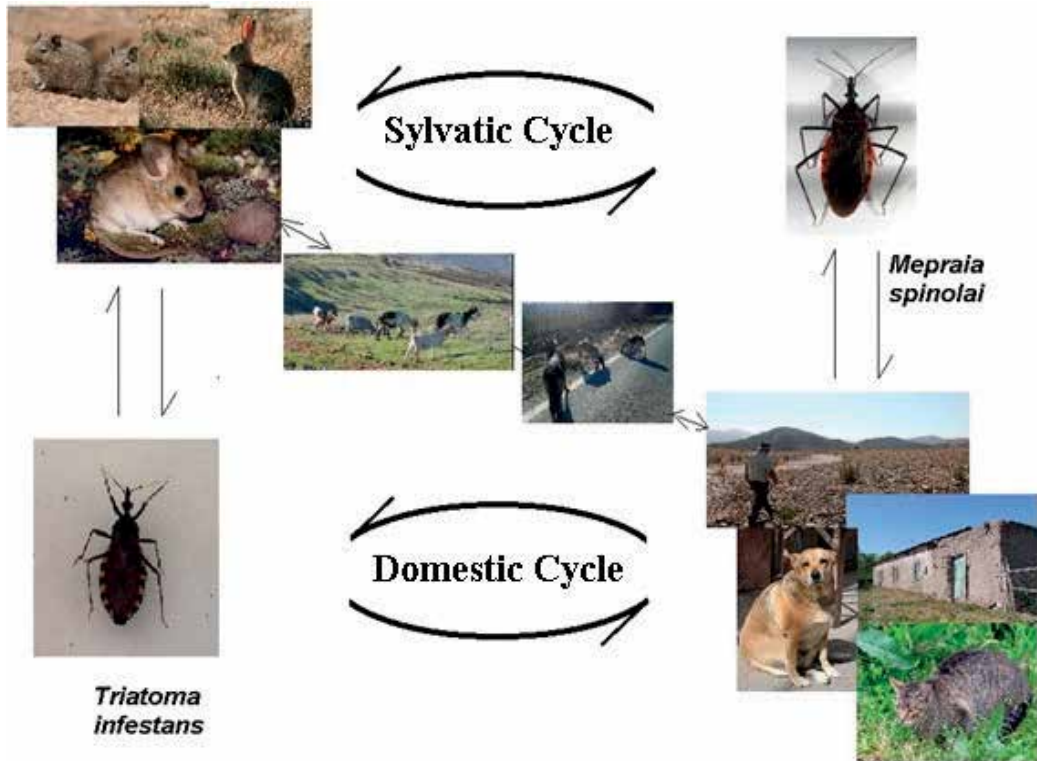 Sylvatic Cycle
Mepraia
spinolai
Domestic Cycle
Triatoma
infestans